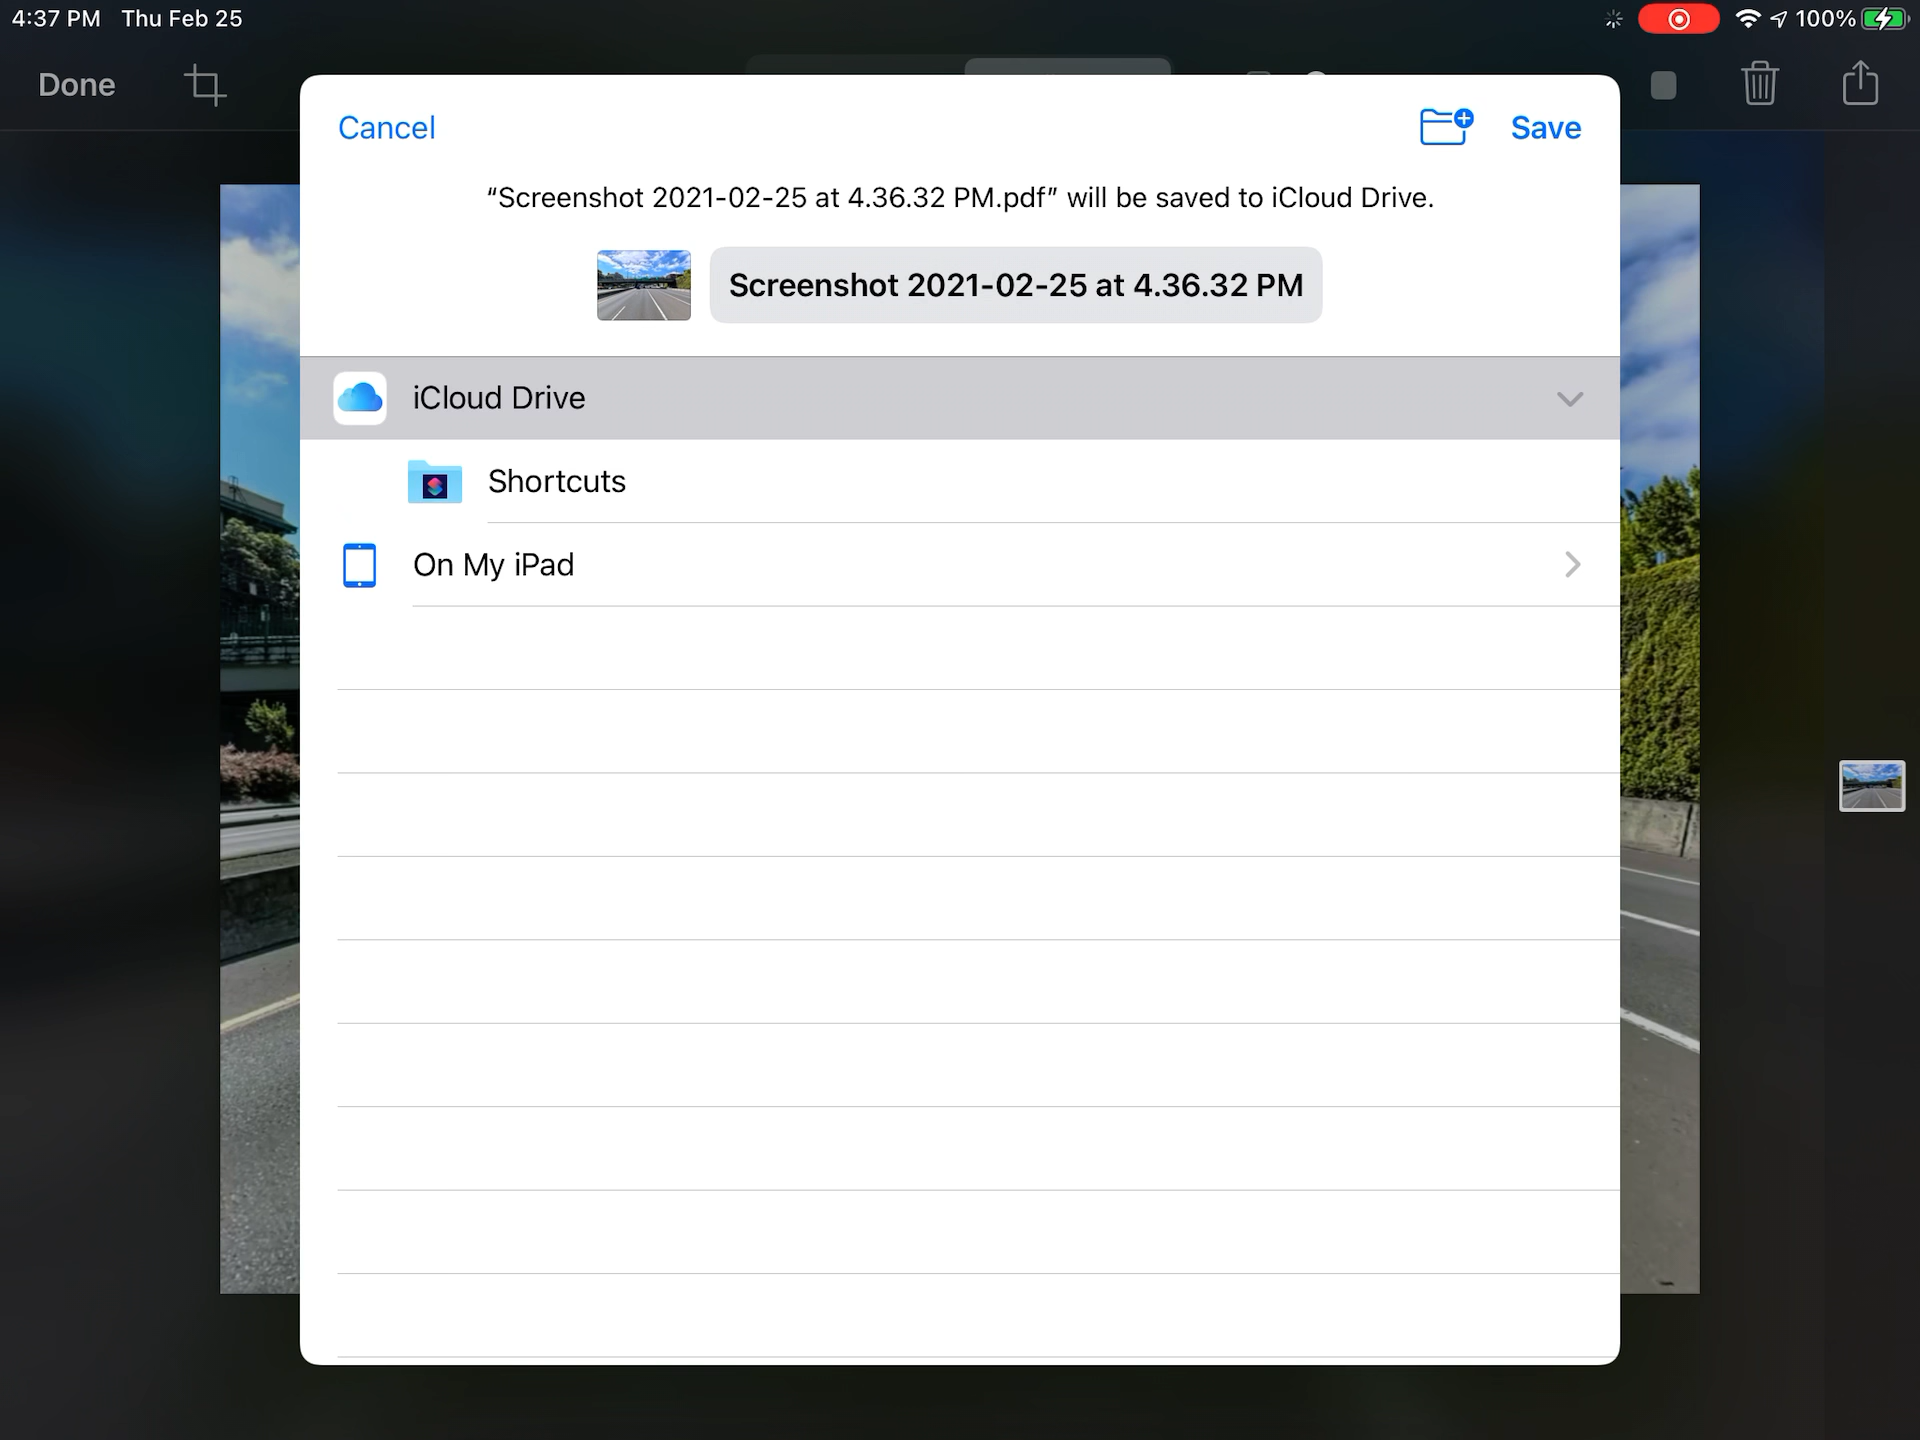 4:37 PM Thu Feb 25
100%
Done
Cancel
Save
“Screenshot 2021-02-25 at 4.36.32 PM.pdf” will be saved to iCloud Drive.
Screenshot 2021-02-25 at 4.36.32 PM
iCloud Drive
Shortcuts
On My iPad